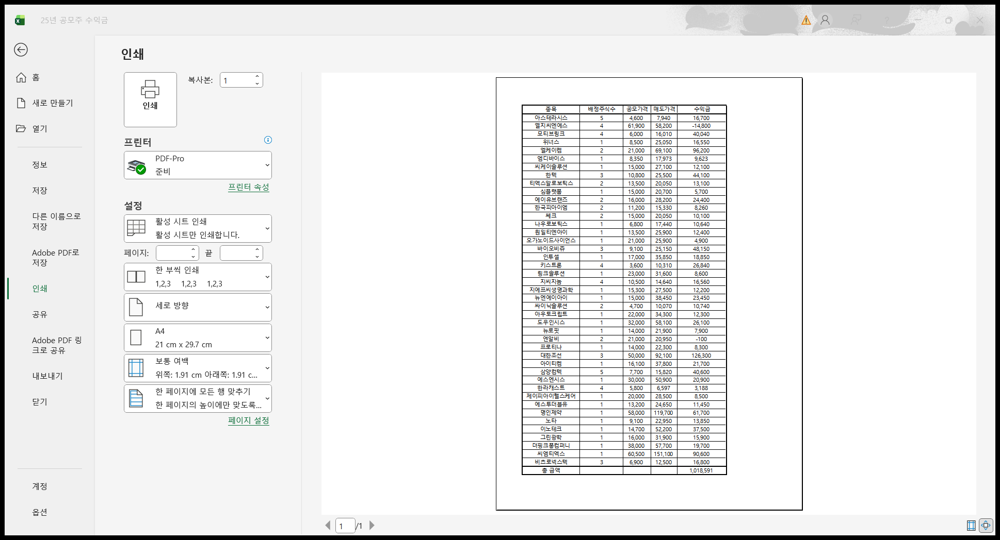 25년 공모주 수익금
인쇄
홈
새로 만들기
열기
정보
저장
다른 이름으로
저장
Adobe PDF로
저장
인쇄
공유
Adobe PDF 링
크로 공유
내보내기
닫기
계정
옵션
인쇄
복사본: 1
프린터
PDF-Pro
준비
프린터 속성
설정
활성 시트 인쇄
활성 시트만 인쇄합니다.
페이지: 끝
한 부씩 인쇄
1,2,3 1,2,3 1,2,3
세로 방향
A4
21 cm x 29.7 cm
보통 여백
위쪽: 1.91 cm 아래쪽: 1.91 c...
한 페이지에 모든 행 맞추기
한 페이지의 높이에만 맞도록...
페이지 설정
종목 배정주식수 공모가격 매도가격 수익금
아스테라시스 5 4,600 7,940 16,700
엘지씨엔에스 4 61,900 58,200 -14,800
모티브링크 4 6,000 16,010 40,040
위너스 1 8,500 25,050 16,550
엘케이켐 2 21,000 69,100 96,200
엠디바이스 1 8,350 17,973 9,623
씨케이솔루션 1 15,000 27,100 12,100
한텍 3 10,800 25,500 44,100
티엑스알로보틱스 2 13,500 20,050 13,100
심플랫폼 1 15,000 20,700 5,700
에이유브랜즈 2 16,000 28,200 24,400
한국피아이엠 2 11,200 15,330 8,260
쎄크 2 15,000 20,050 10,100
나우로보틱스 1 6,800 17,440 10,640
원일티엔아이 1 13,500 25,900 12,400
오가노이드사이언스 1 21,000 25,900 4,900
바이오비쥬 3 9,100 25,150 48,150
인투셀 1 17,000 35,850 18,850
키스트론 4 3,600 10,310 26,840
링크솔루션 1 23,000 31,600 8,600
지씨지놈 4 10,500 14,640 16,560
지에프씨생명과학 1 15,300 27,500 12,200
뉴엔에이아이 1 15,000 38,450 23,450
싸이닉솔루션 2 4,700 10,070 10,740
아우토크립트 1 22,000 34,300 12,300
도우인시스 1 32,000 58,100 26,100
뉴로핏 1 14,000 21,900 7,900
엔알비 2 21,000 20,950 -100
프로티나 1 14,000 22,300 8,300
대한조선 3 50,000 92,100 126,300
아이티켐 1 16,100 37,800 21,700
삼양컴텍 5 7,700 15,820 40,600
에스엔시스 1 30,000 50,900 20,900
한라캐스트 4 5,800 6,597 3,188
제이피아이헬스케어 1 20,000 28,500 8,500
에스투더블유 1 13,200 24,650 11,450
명인제약 1 58,000 119,700 61,700
노타 1 9,100 22,950 13,850
이노테크 1 14,700 52,200 37,500
그린광학 1 16,000 31,900 15,900
더핑크퐁컴퍼니 1 38,000 57,700 19,700
씨엠티엑스 1 60,500 151,100 90,600
비츠로넥스텍 3 6,900 12,500 16,800
총 금액 1,018,591
1 /1